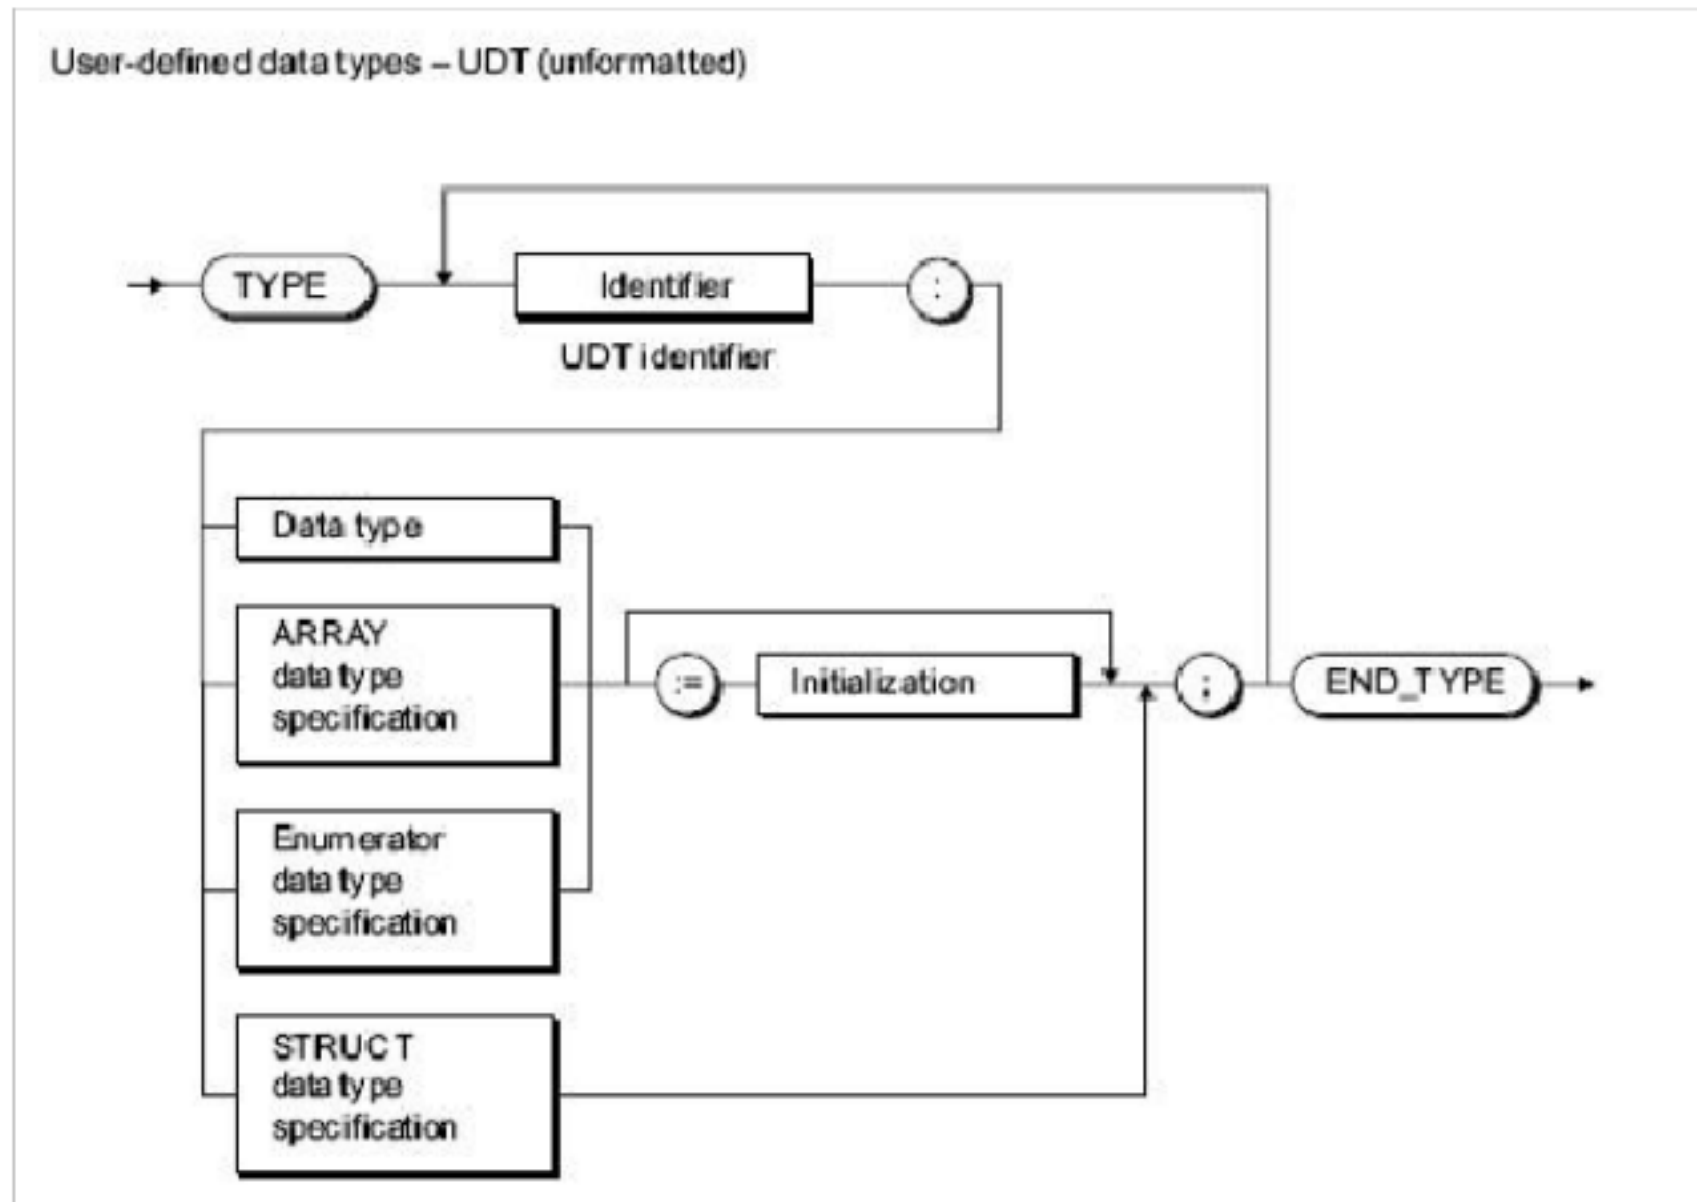 User-defined data types – UDT (unformatted)
TYPE
Identifier
:
UDT identifier
Data type
ARRAY
data type
specification
:=
Initialization
;
END_TYPE
Enumerator
data type
specification
STRUCT
data type
specification